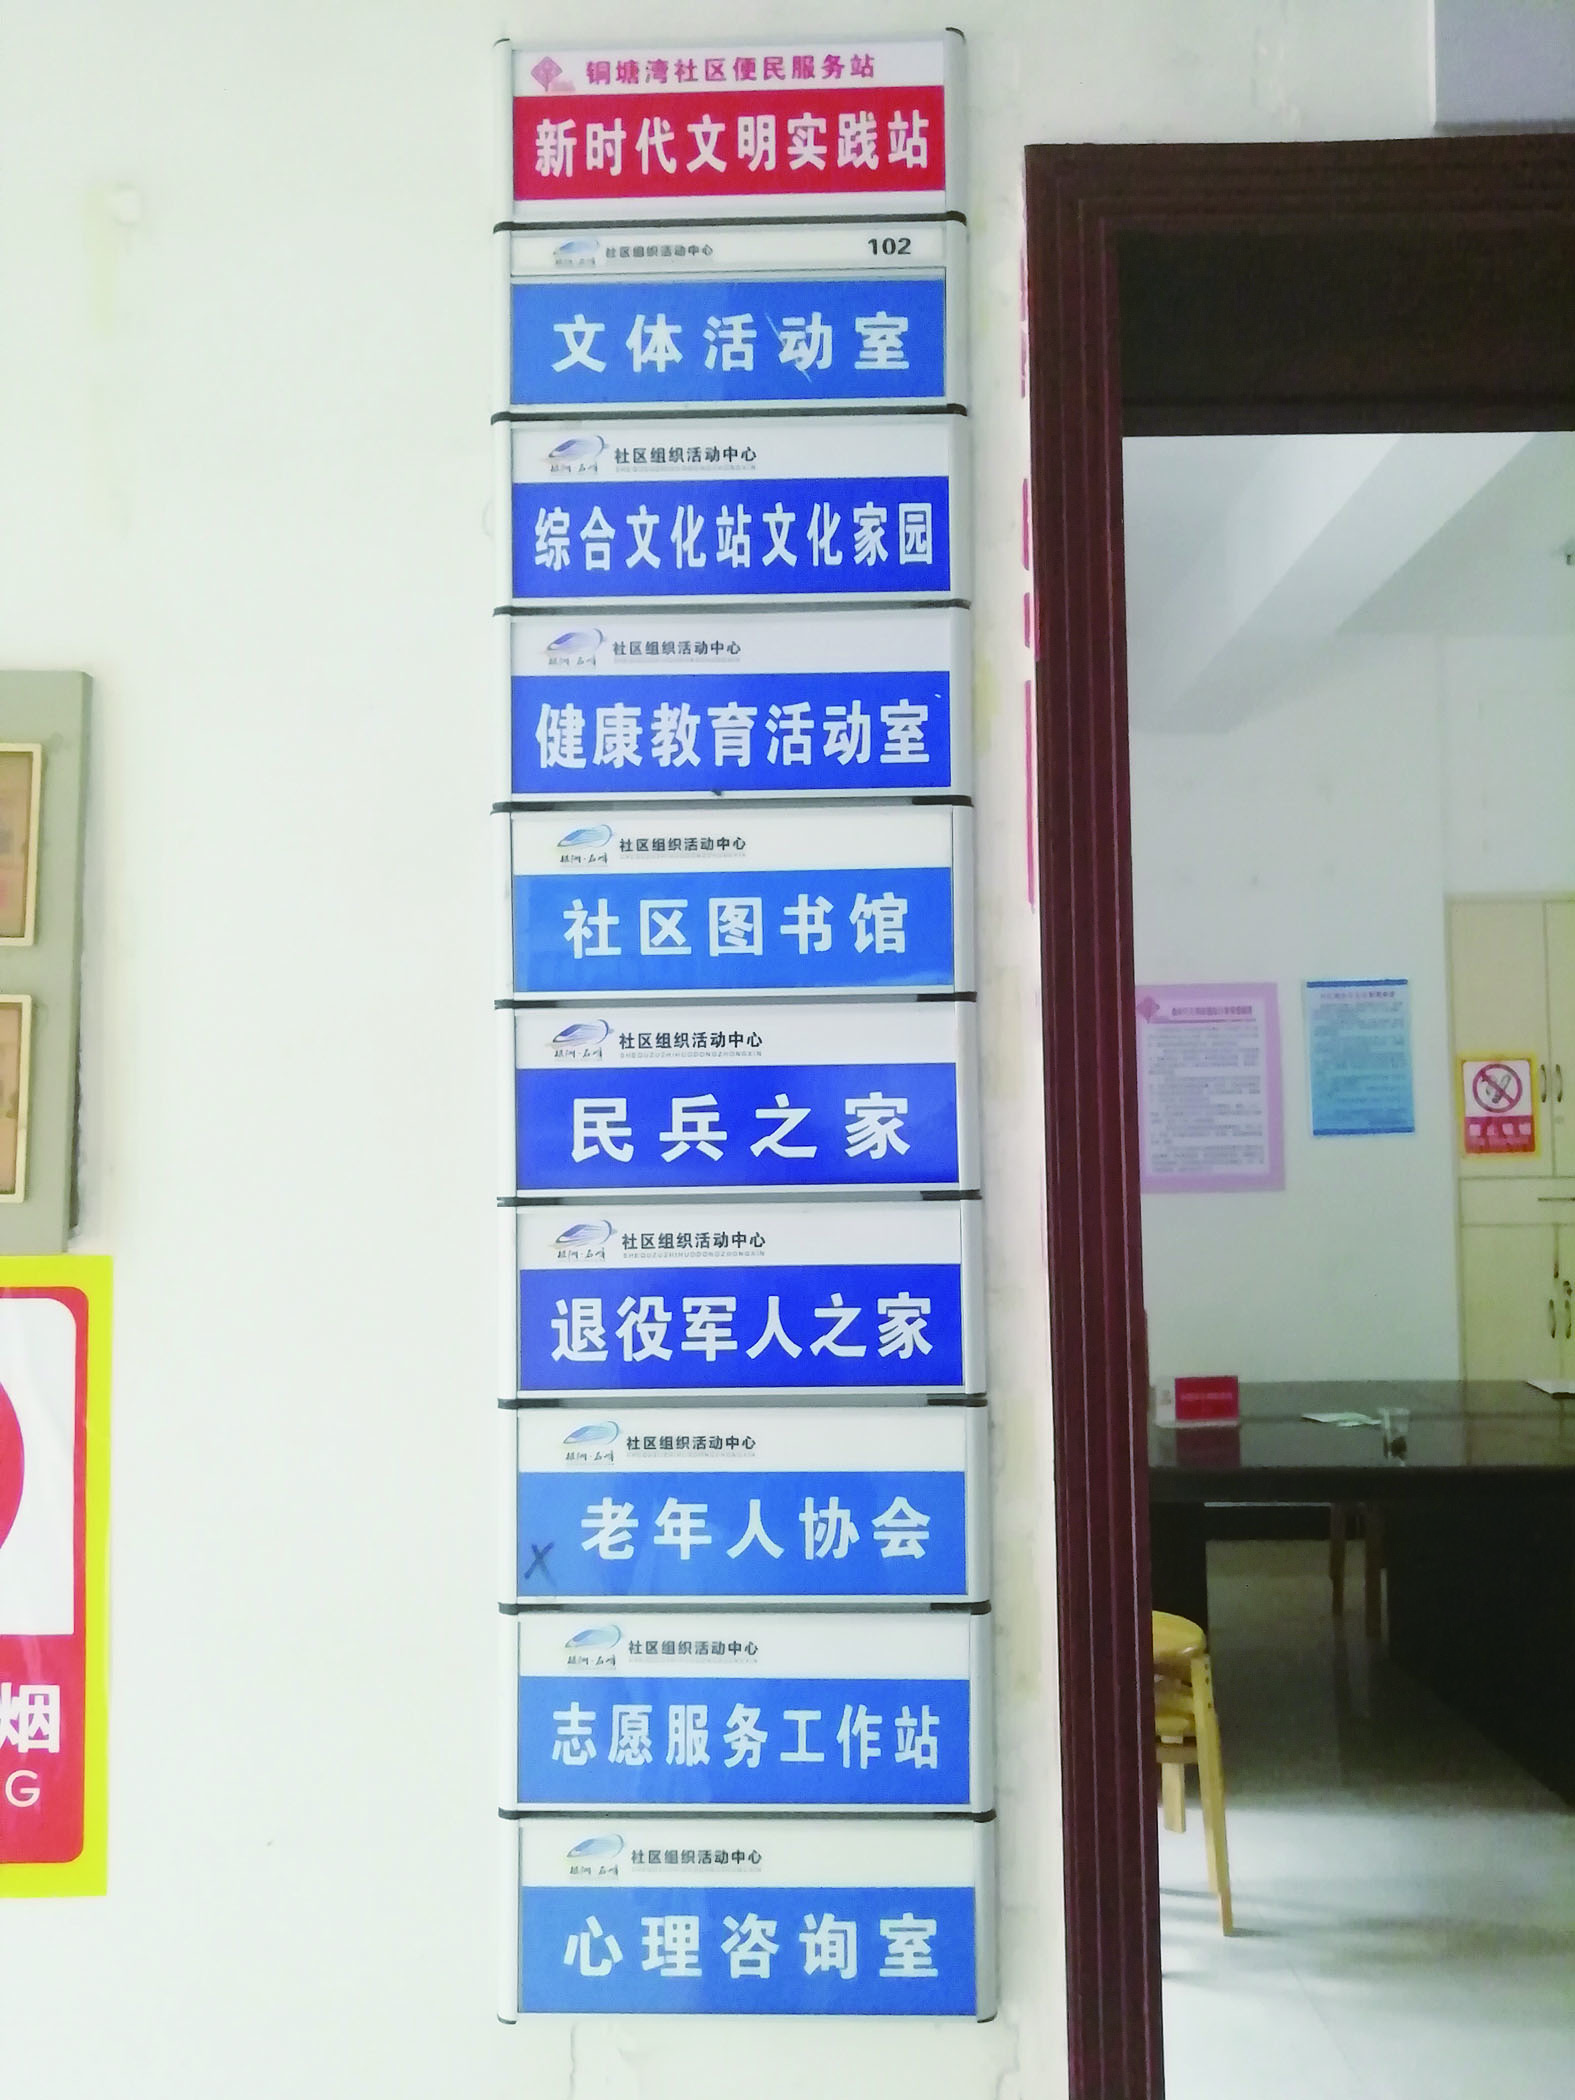 铜塘湾社区便民服务站
新时代文明实践站
社区组织活动中心
102
文体活动室
社区组织活动中心
综合文化站文化家园
社区组织活动中心
健康教育活动室
社区组织活动中心
社区图书馆
社区组织活动中心
SHEQUZUZHIHUODONGZHONGXIN
民兵之家
社区组织活动中心
SHEQUZUZHIHUODONGZHONGXIN
退役军人之家
社区组织活动中心
老年人协会
X
社区组织活动中心
志愿服务工作站
社区组织活动中心
心理咨询室
烟
G